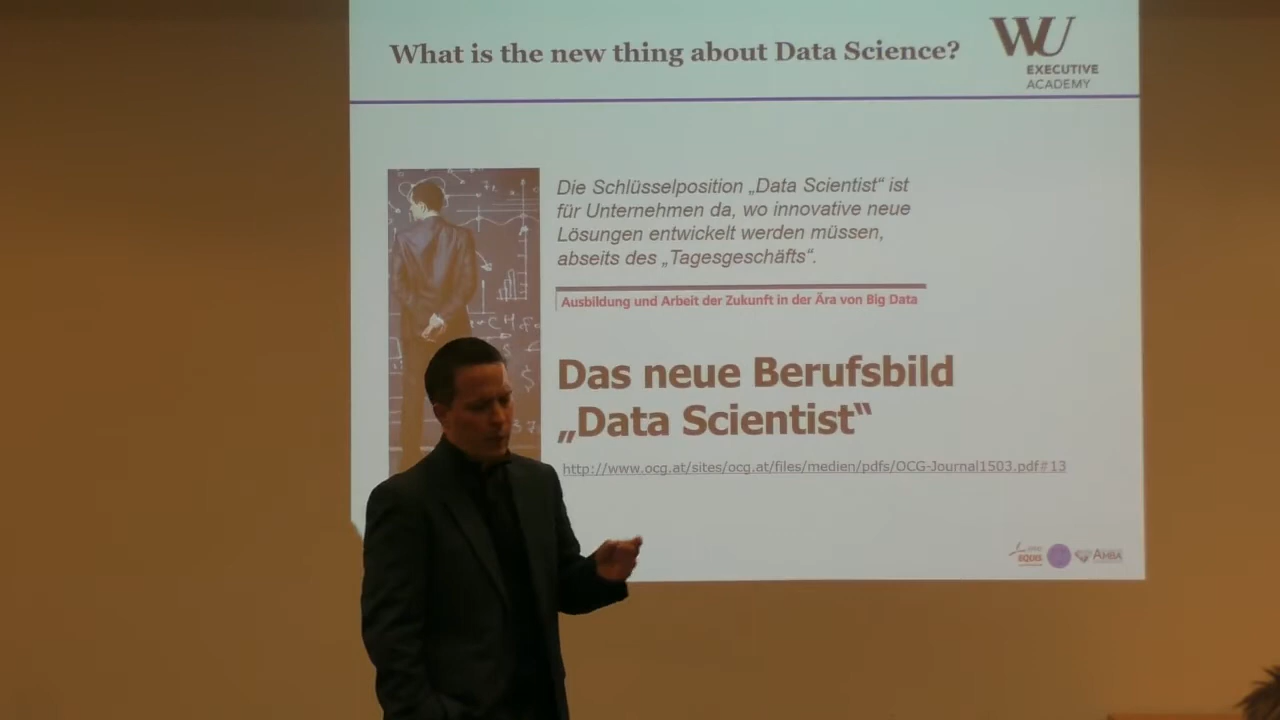 What is the new thing about Data Science?
WU
EXECUTIVE
ACADEMY
Die Schlüsselposition „Data Scientist“ ist
für Unternehmen da, wo innovative neue
Lösungen entwickelt werden müssen,
abseits des „Tagesgeschäfts“.
Ausbildung und Arbeit der Zukunft in der Ära von Big Data
Das neue Berufsbild
„Data Scientist“
http://www.ocg.at/sites/ocg.at/files/medien/pdfs/OCG-Journal1503.pdf#13
EQUIS
AMBA